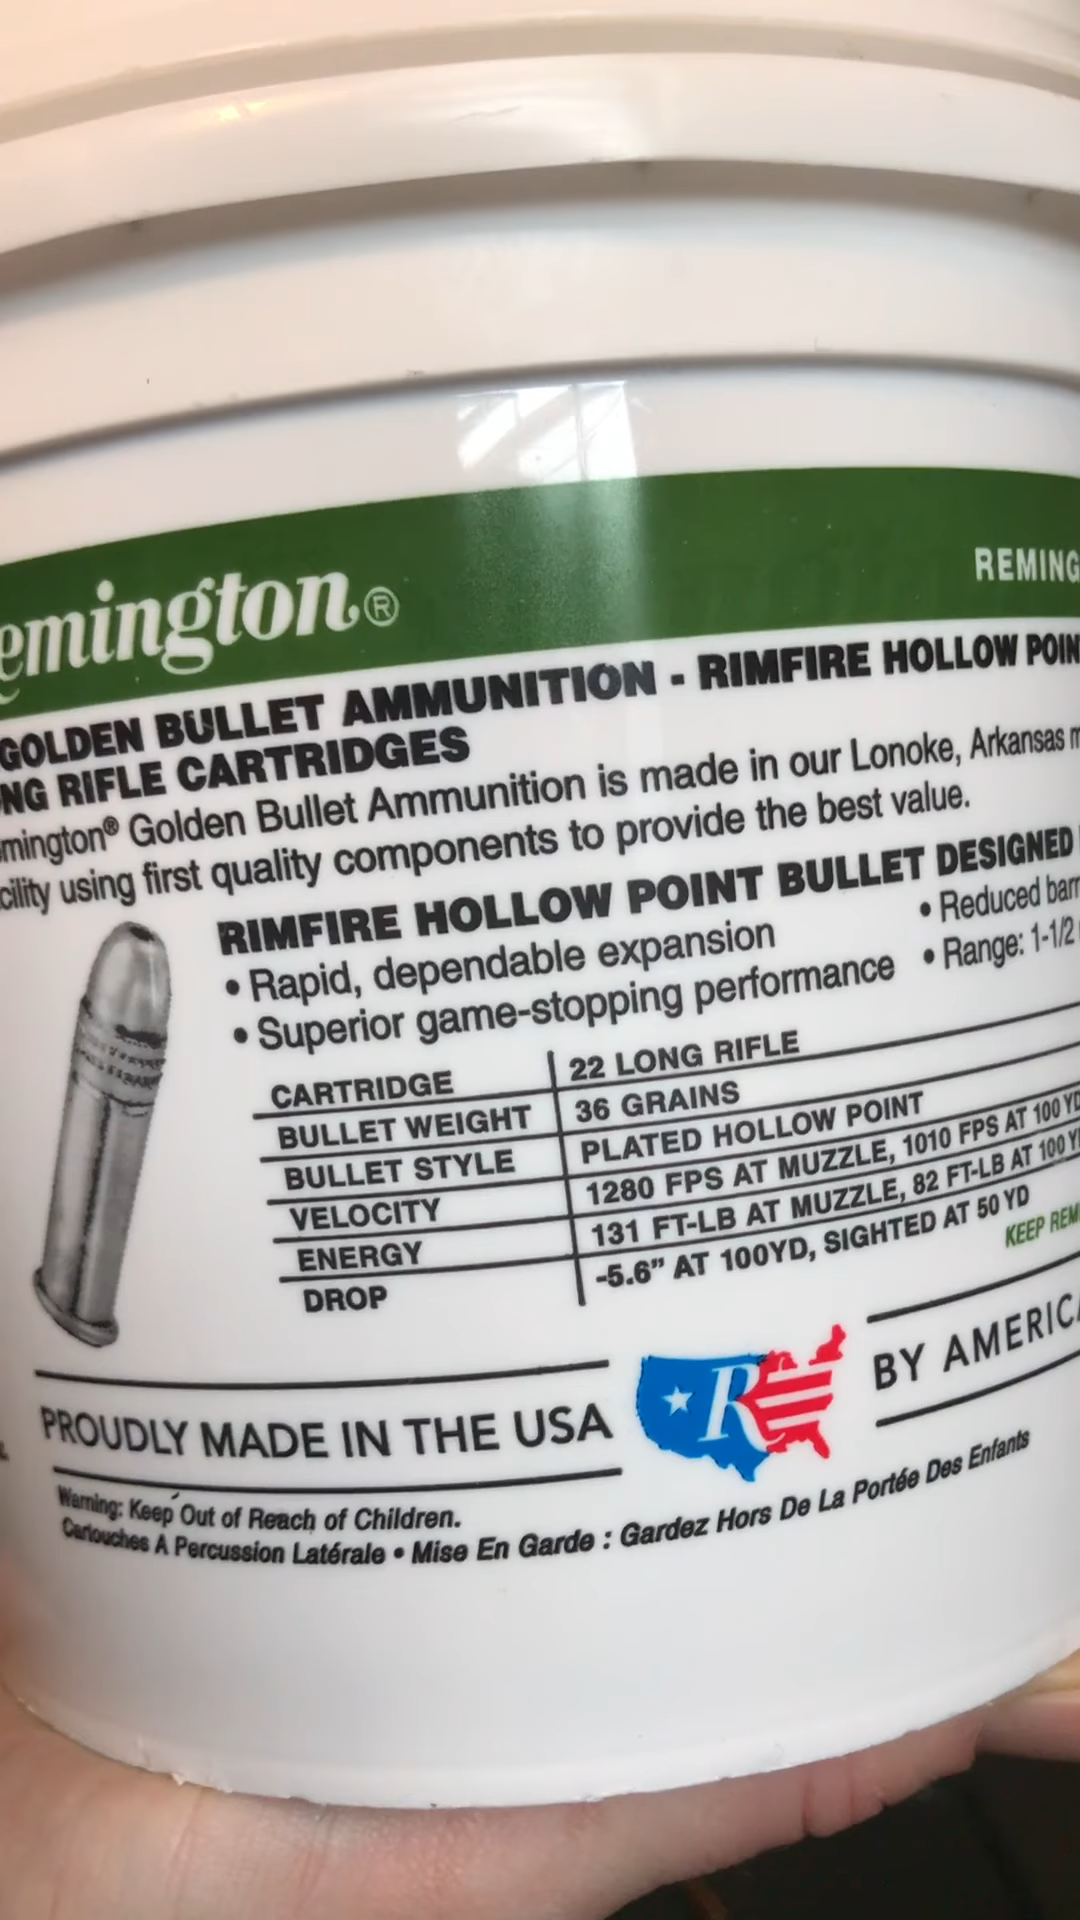 emington®
REMING
GOLDEN BULLET AMMUNITION - RIMFIRE HOLLOW POIN
NG RIFLE CARTRIDGES
mington® Golden Bullet Ammunition is made in our Lonoke, Arkansas m
cility using first quality components to provide the best value.
RIMFIRE HOLLOW POINT BULLET DESIGNED
• Rapid, dependable expansion
• Superior game-stopping performance
• Reduced barr
• Range: 1-1/2
CARTRIDGE 22 LONG RIFLE
BULLET WEIGHT 36 GRAINS
BULLET STYLE PLATED HOLLOW POINT
VELOCITY 1280 FPS AT MUZZLE, 1010 FPS AT 100 YD
ENERGY 131 FT-LB AT MUZZLE, 82 FT-LB AT 100 Y
DROP -5.6" AT 100YD, SIGHTED AT 50 YD
KEEP REM
PROUDLY MADE IN THE USA
R
BY AMERICA
Warning: Keep Out of Reach of Children.
Cartouches A Percussion Latérale • Mise En Garde : Gardez Hors De La Portée Des Enfants